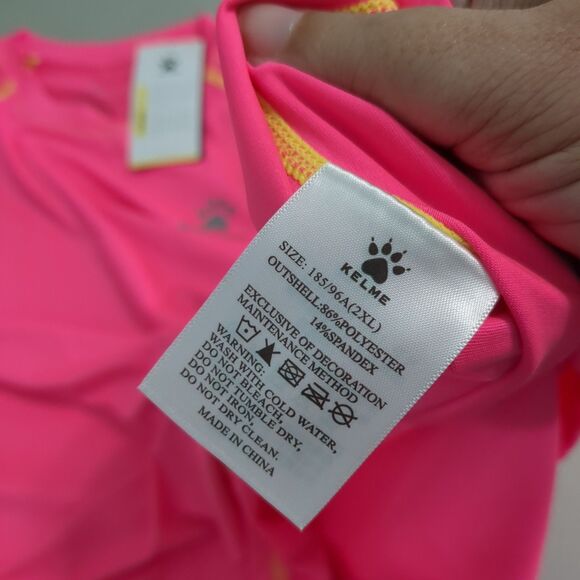 KELME
SIZE: 185/96A(2XL)
OUTSHELL:86%POLYESTER
14%SPANDEX
EXCLUSIVE OF DECORATION
MAINTENANCE METHOD
WARNING:
WASH WITH COLD WATER,
DO NOT BLEACH,
DO NOT TUMBLE DRY,
DO NOT IRON,
DO NOT DRY CLEAN.
MADE IN CHINA